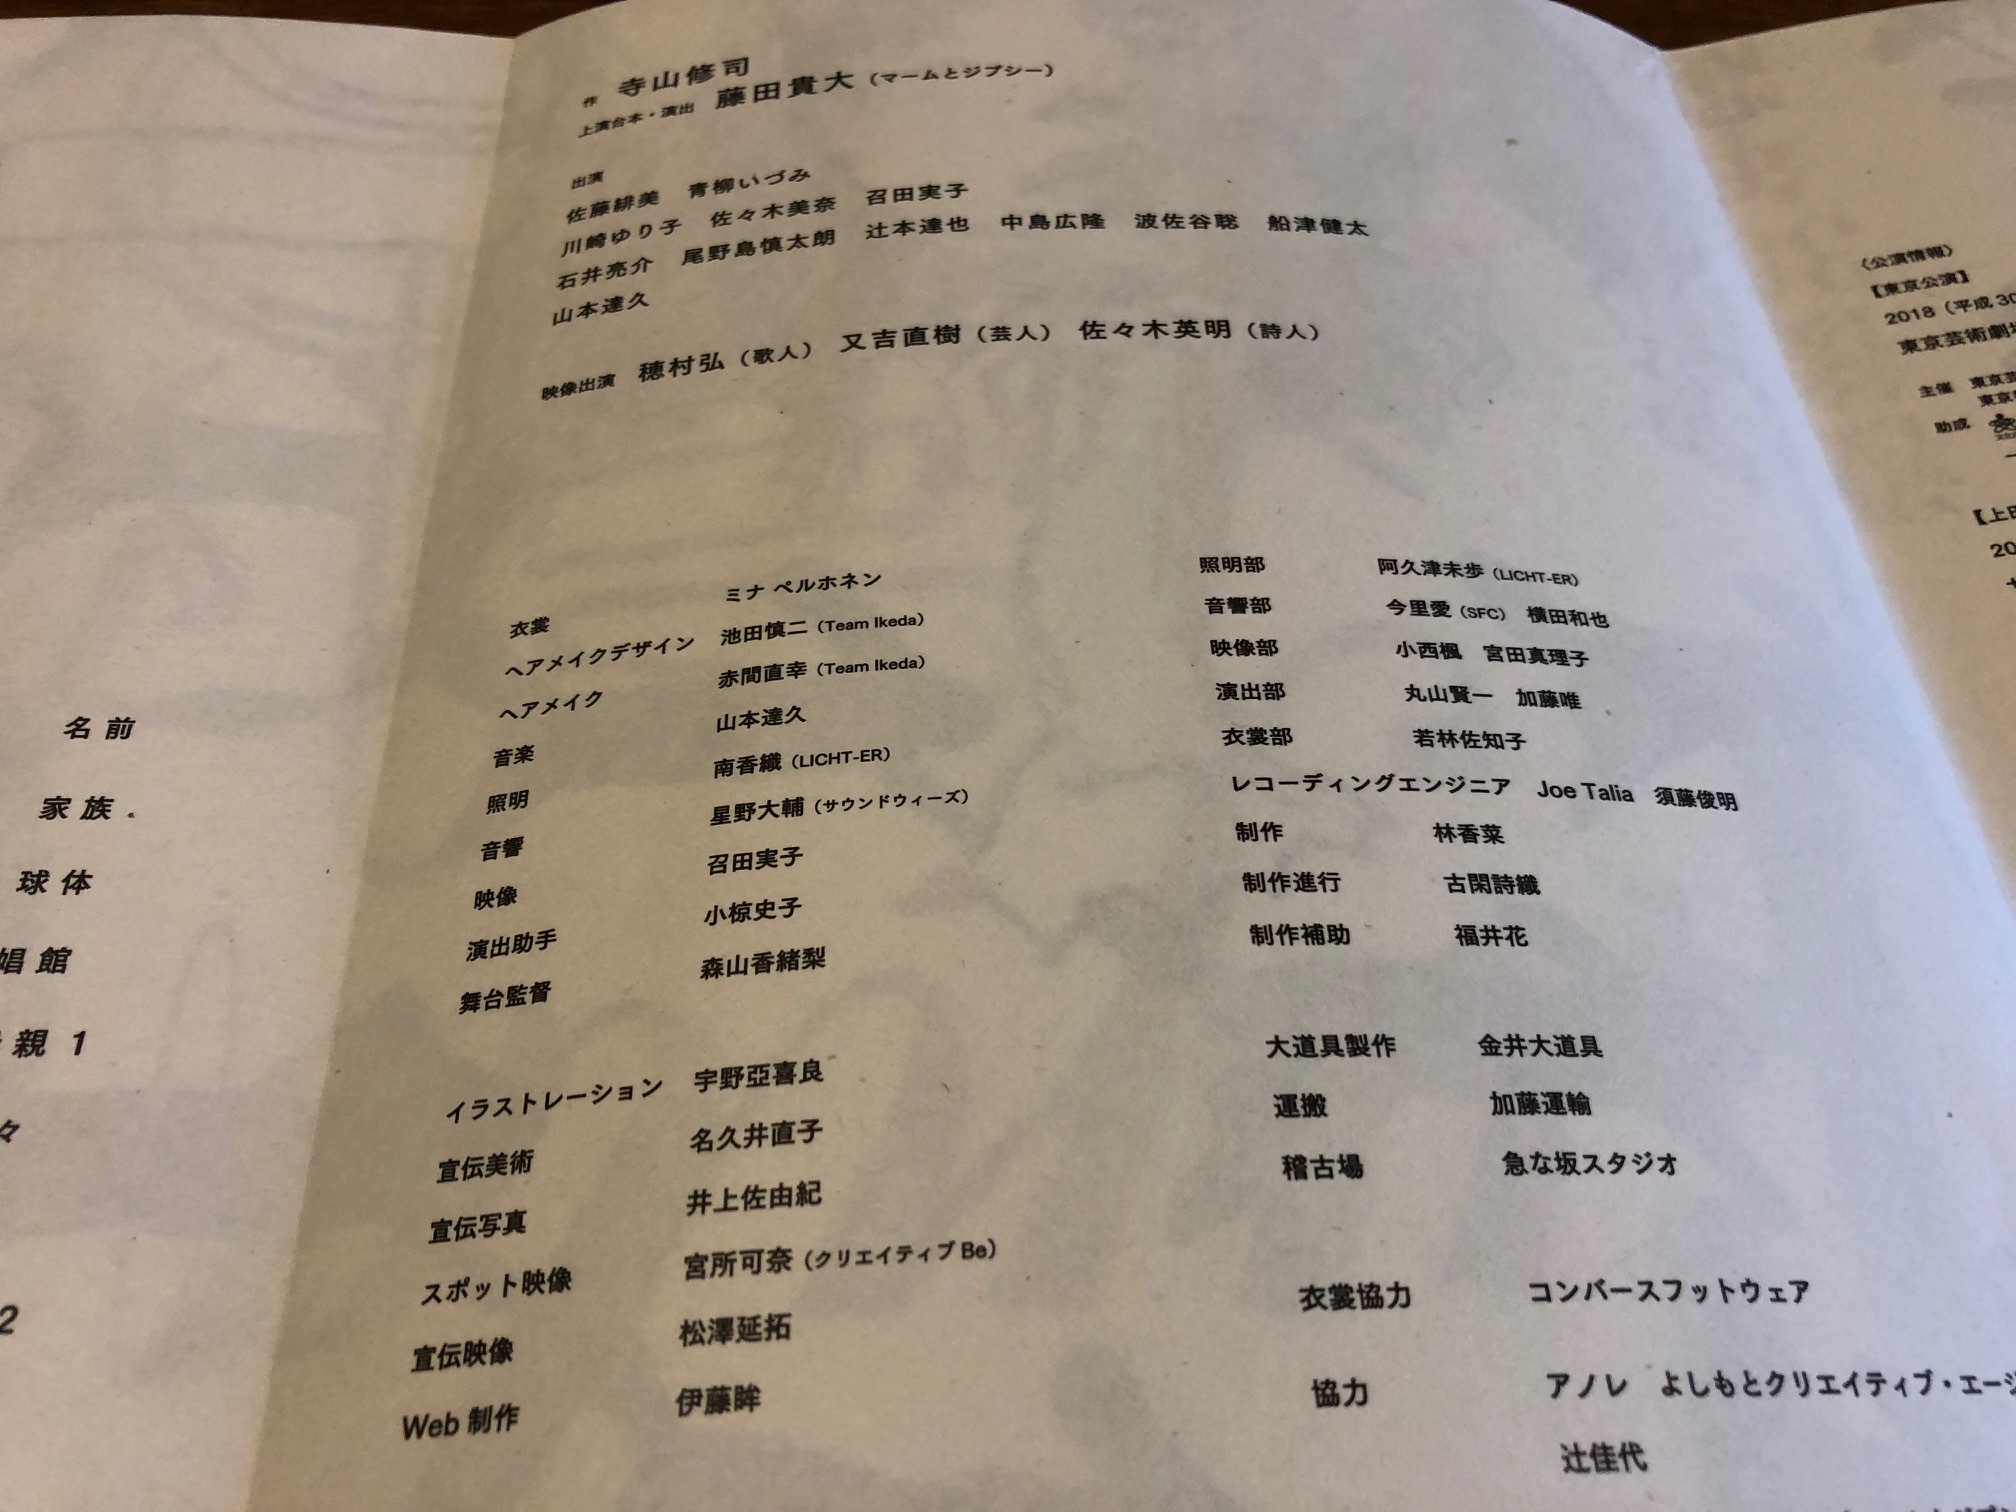 名前
家族.
球体
娼館
親 1
々
2
作 寺山修司
上演台本・演出 藤田貴大（マームとジプシー）
出演
佐藤緋美 青柳いづみ
川崎ゆり子 佐々木美奈 召田実子
石井亮介 尾野島慎太朗 辻本達也 中島広隆 波佐谷聡 船津健太
山本達久
映像出演 穂村弘（歌人） 又吉直樹（芸人） 佐々木英明（詩人）
衣裳 ミナ ペルホネン
ヘアメイクデザイン 池田慎二（Team Ikeda）
ヘアメイク 赤間直幸（Team Ikeda）
音楽 山本達久
照明 南香織（LICHT-ER）
音響 星野大輔（サウンドウィーズ）
映像 召田実子
演出助手 小椋史子
舞台監督 森山香緒梨
イラストレーション 宇野亞喜良
宣伝美術 名久井直子
宣伝写真 井上佐由紀
スポット映像 宮所可奈（クリエイティブ Be）
宣伝映像 松澤延拓
Web 制作 伊藤眸
照明部 阿久津未歩（LICHT-ER）
音響部 今里愛（SFC） 横田和也
映像部 小西楓 宮田真理子
演出部 丸山賢一 加藤唯
衣裳部 若林佐知子
レコーディングエンジニア Joe Talia 須藤俊明
制作 林香菜
制作進行 古閑詩織
制作補助 福井花
大道具製作 金井大道具
運搬 加藤運輸
稽古場 急な坂スタジオ
衣裳協力 コンバースフットウェア
協力 アノレ よしもとクリエイティブ・エージ
辻佳代
〈公演情報〉
【東京公演】
2018（平成 30
東京芸術劇場
主催 東京芸
東京
助成
【上田
20